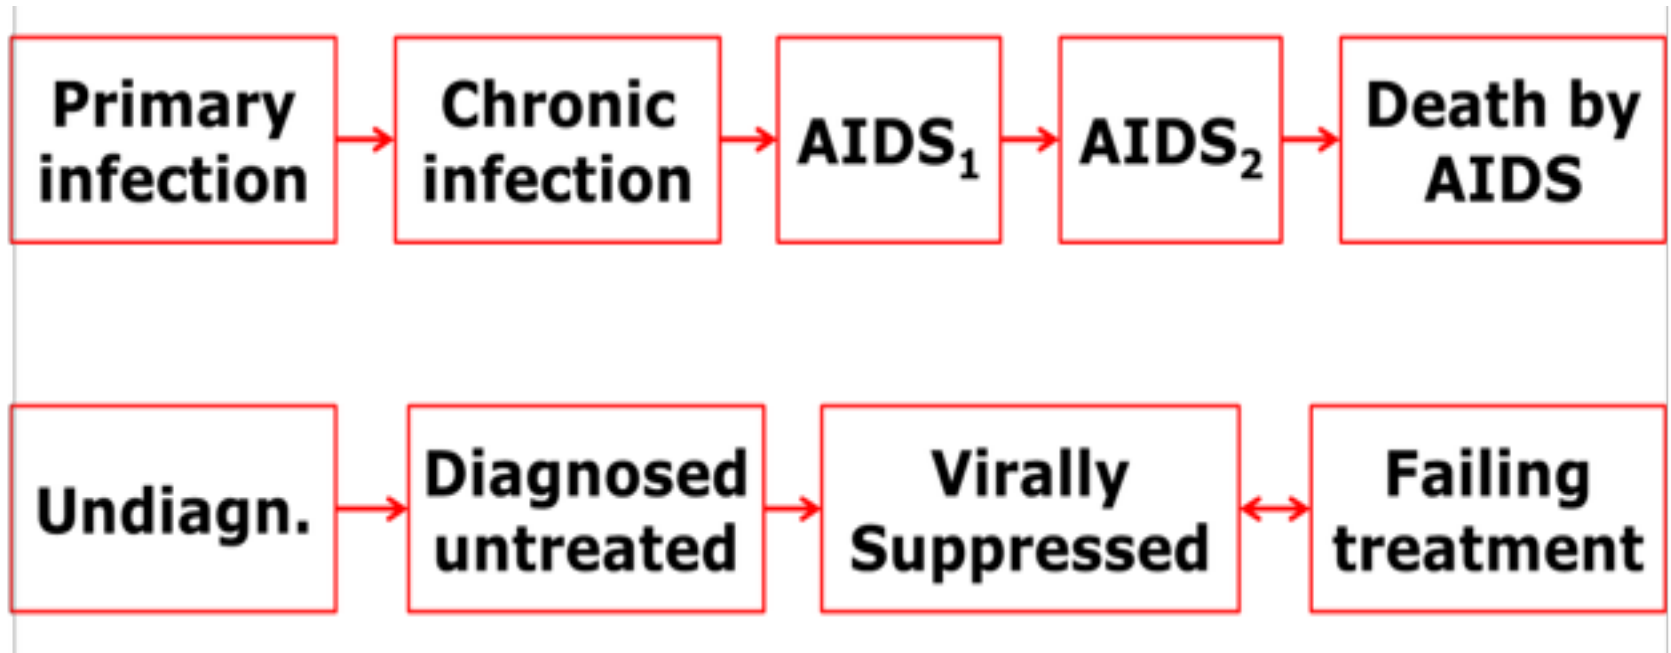 Primary
infection
Chronic
infection
AIDS₁
AIDS₂
Death by
AIDS
Undiagn.
Diagnosed
untreated
Virally
Suppressed
Failing
treatment